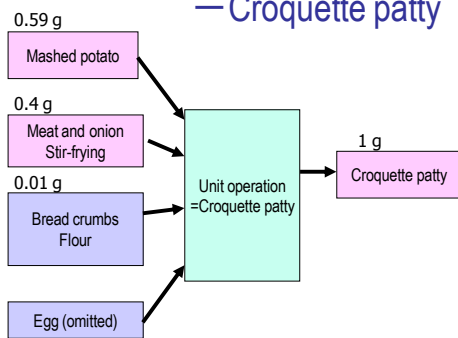 — Croquette patty
0.59 g
Mashed potato
0.4 g
Meat and onion
Stir-frying
0.01 g
Bread crumbs
Flour
Egg (omitted)
Unit operation
=Croquette patty
1 g
Croquette patty